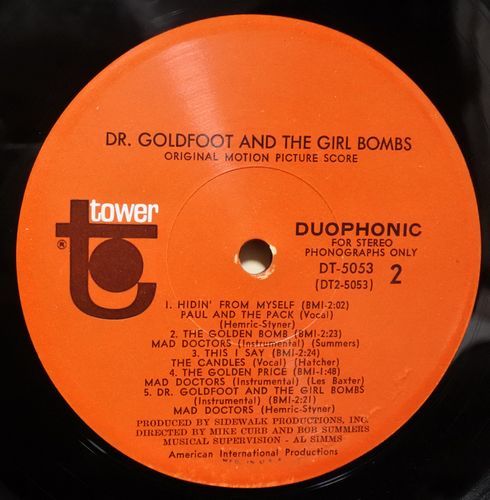 DR. GOLDFOOT AND THE GIRL BOMBS
ORIGINAL MOTION PICTURE SCORE
tower
®
DUOPHONIC
FOR STEREO
PHONOGRAPHS ONLY
DT-5053
(DT2-5053)
2
1. HIDIN' FROM MYSELF (BMI-2:02)
PAUL AND THE PACK (Vocal)
(Hemric-Styner)
2. THE GOLDEN BOMB (BMI-2:23)
MAD DOCTORS (Instrumental) (Summers)
3. THIS I SAY (BMI-2:24)
THE CANDLES (Vocal) (Hatcher)
4. THE GOLDEN PRICE (BMI-1:48)
MAD DOCTORS (Instrumental) (Les Baxter)
5. DR. GOLDFOOT AND THE GIRL BOMBS
(Instrumental) (BMI-2:21)
MAD DOCTORS (Hemric-Styner)
PRODUCED BY SIDEWALK PRODUCTIONS, INC.
DIRECTED BY MIKE CURB AND BOB SUMMERS
MUSICAL SUPERVISION - AL SIMMS
American International Productions
MFD. IN U.S.A.